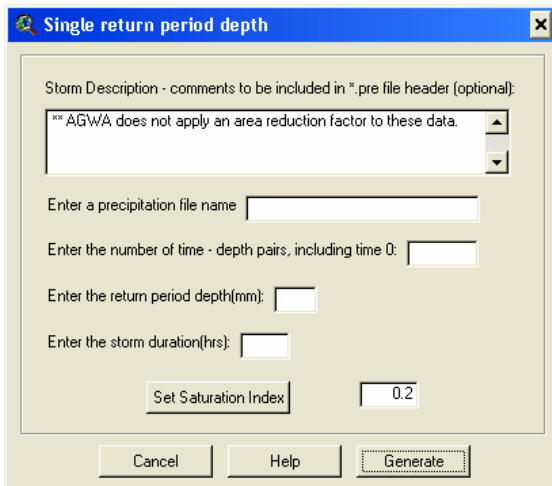 Single return period depth
Storm Description - comments to be included in *.pre file header (optional):
** AGWA does not apply an area reduction factor to these data.
Enter a precipitation file name
Enter the number of time - depth pairs, including time 0:
Enter the return period depth(mm):
Enter the storm duration(hrs):
Set Saturation Index 0.2
Cancel Help Generate